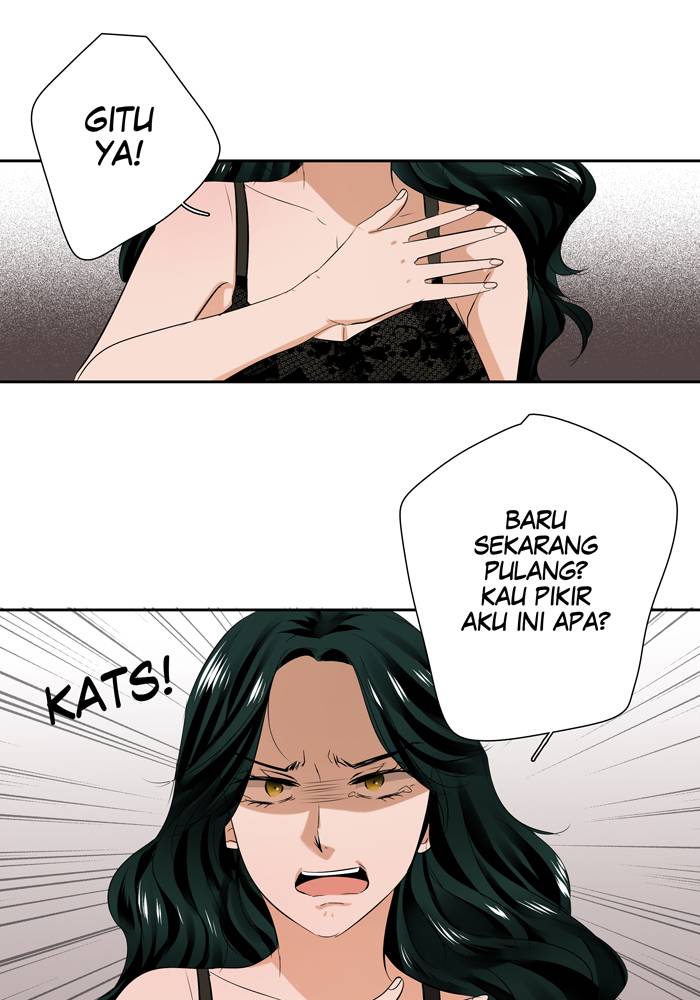 GITU
YA!
BARU
SEKARANG
PULANG?
KAU PIKIR
AKU INI APA?
KATS!